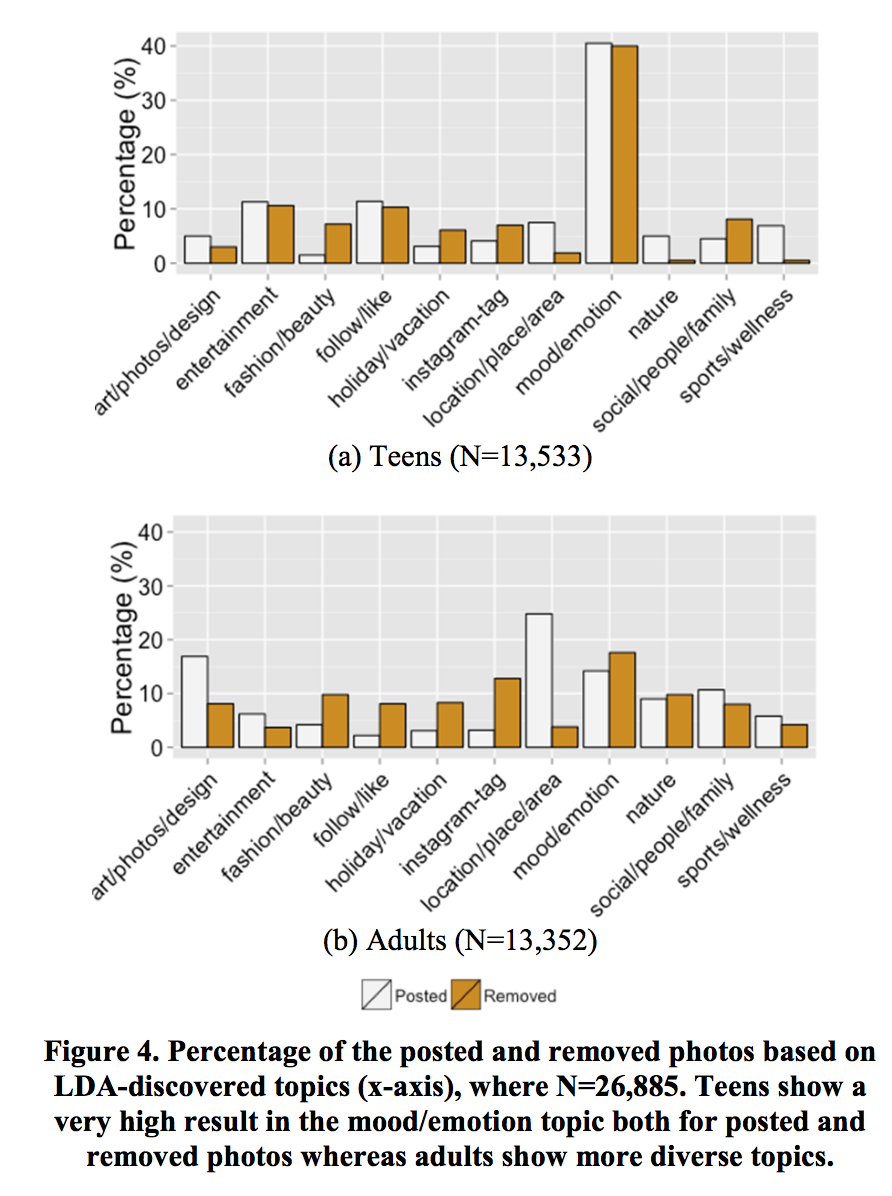 Percentage (%)
40
30
20
10
0
art/photos/design
entertainment
fashion/beauty
follow/like
holiday/vacation
instagram-tag
location/place/area
mood/emotion
nature
social/people/family
sports/wellness
(a) Teens (N=13,533)
Percentage (%)
40
30
20
10
0
art/photos/design
entertainment
fashion/beauty
follow/like
holiday/vacation
instagram-tag
location/place/area
mood/emotion
nature
social/people/family
sports/wellness
(b) Adults (N=13,352)
Posted Removed
Figure 4. Percentage of the posted and removed photos based on
LDA-discovered topics (x-axis), where N=26,885. Teens show a
very high result in the mood/emotion topic both for posted and
removed photos whereas adults show more diverse topics.